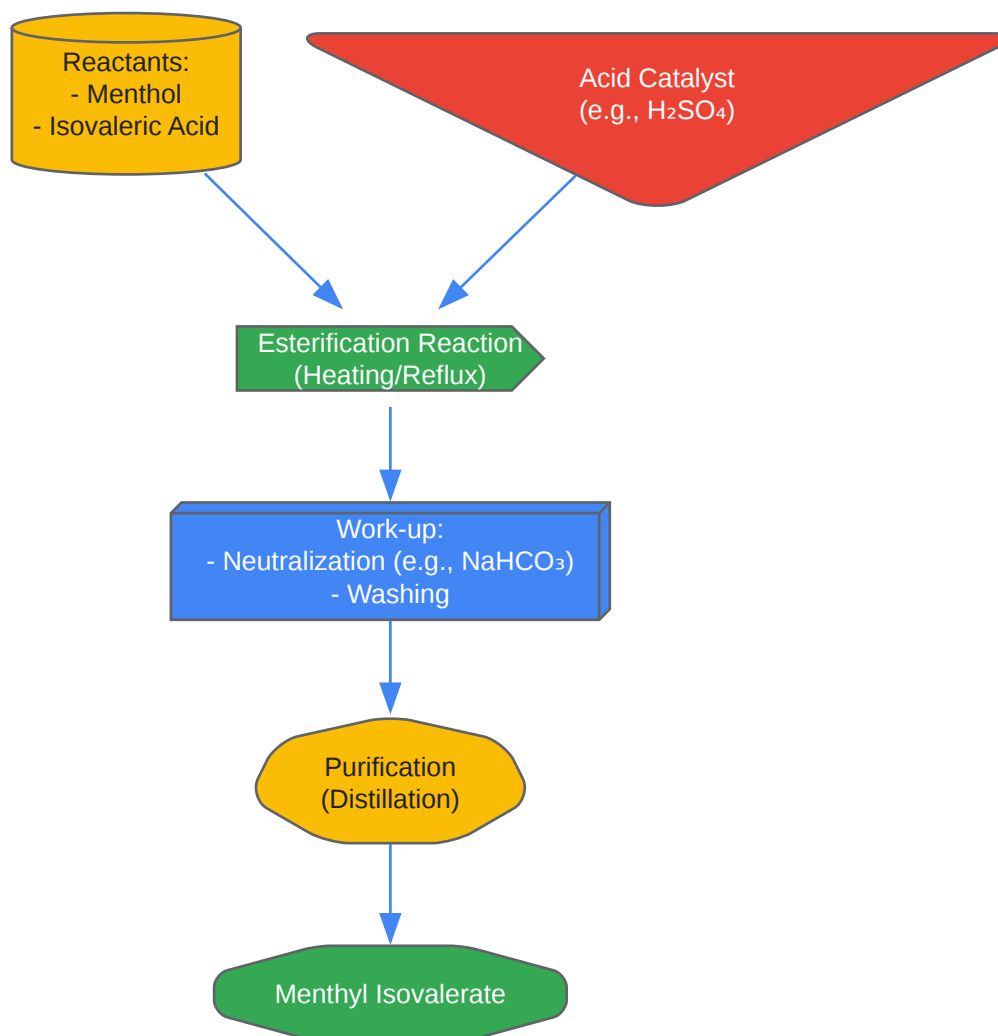 Reactants:
- Menthol
- Isovaleric Acid
Acid Catalyst
(e.g., H₂SO₄)
Esterification Reaction
(Heating/Reflux)
Work-up:
- Neutralization (e.g., NaHCO₃)
- Washing
Purification
(Distillation)
Menthyl Isovalerate